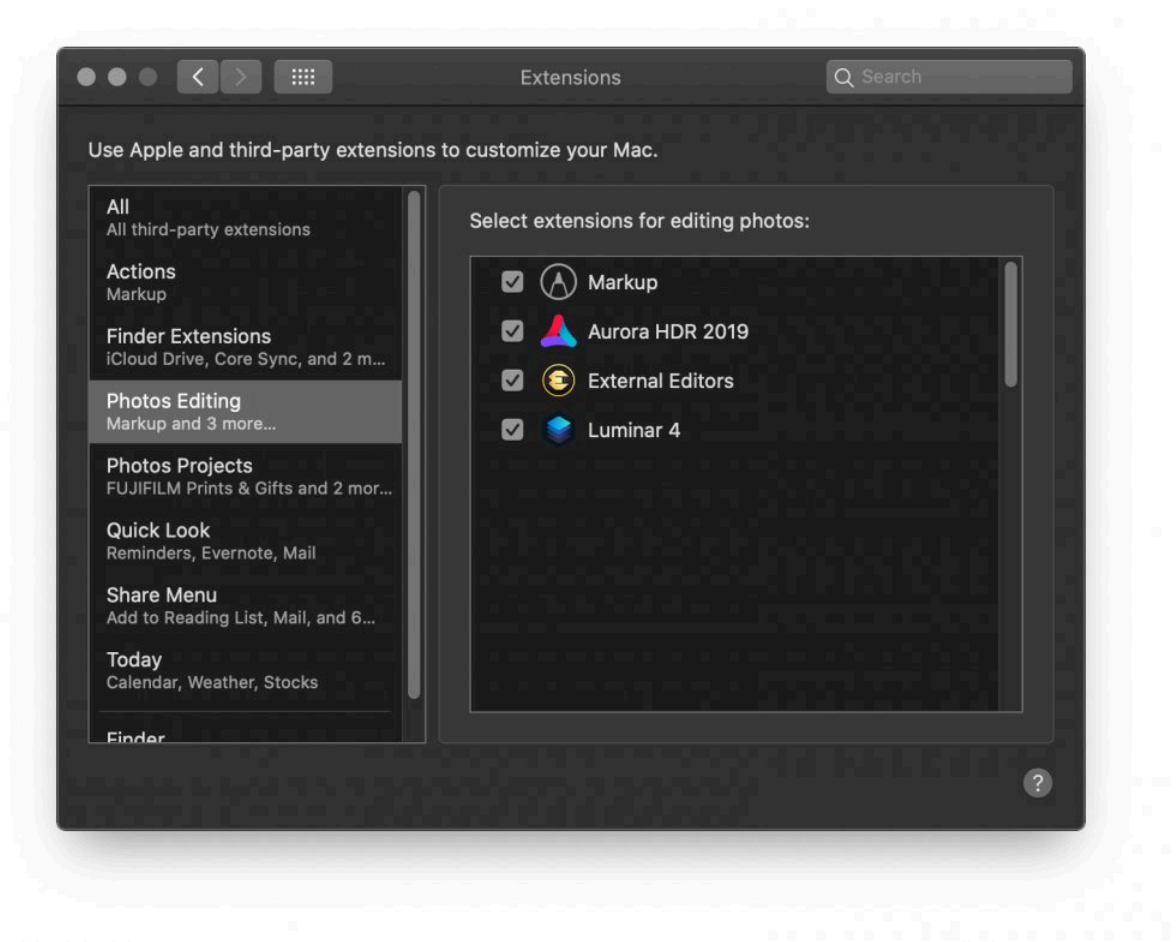 Extensions
Search
Use Apple and third-party extensions to customize your Mac.
All
All third-party extensions
Actions
Markup
Finder Extensions
iCloud Drive, Core Sync, and 2 m...
Photos Editing
Markup and 3 more...
Photos Projects
FUJIFILM Prints & Gifts and 2 mor...
Quick Look
Reminders, Evernote, Mail
Share Menu
Add to Reading List, Mail, and 6...
Today
Calendar, Weather, Stocks
Finder
Select extensions for editing photos:
Markup
Aurora HDR 2019
External Editors
Luminar 4
?